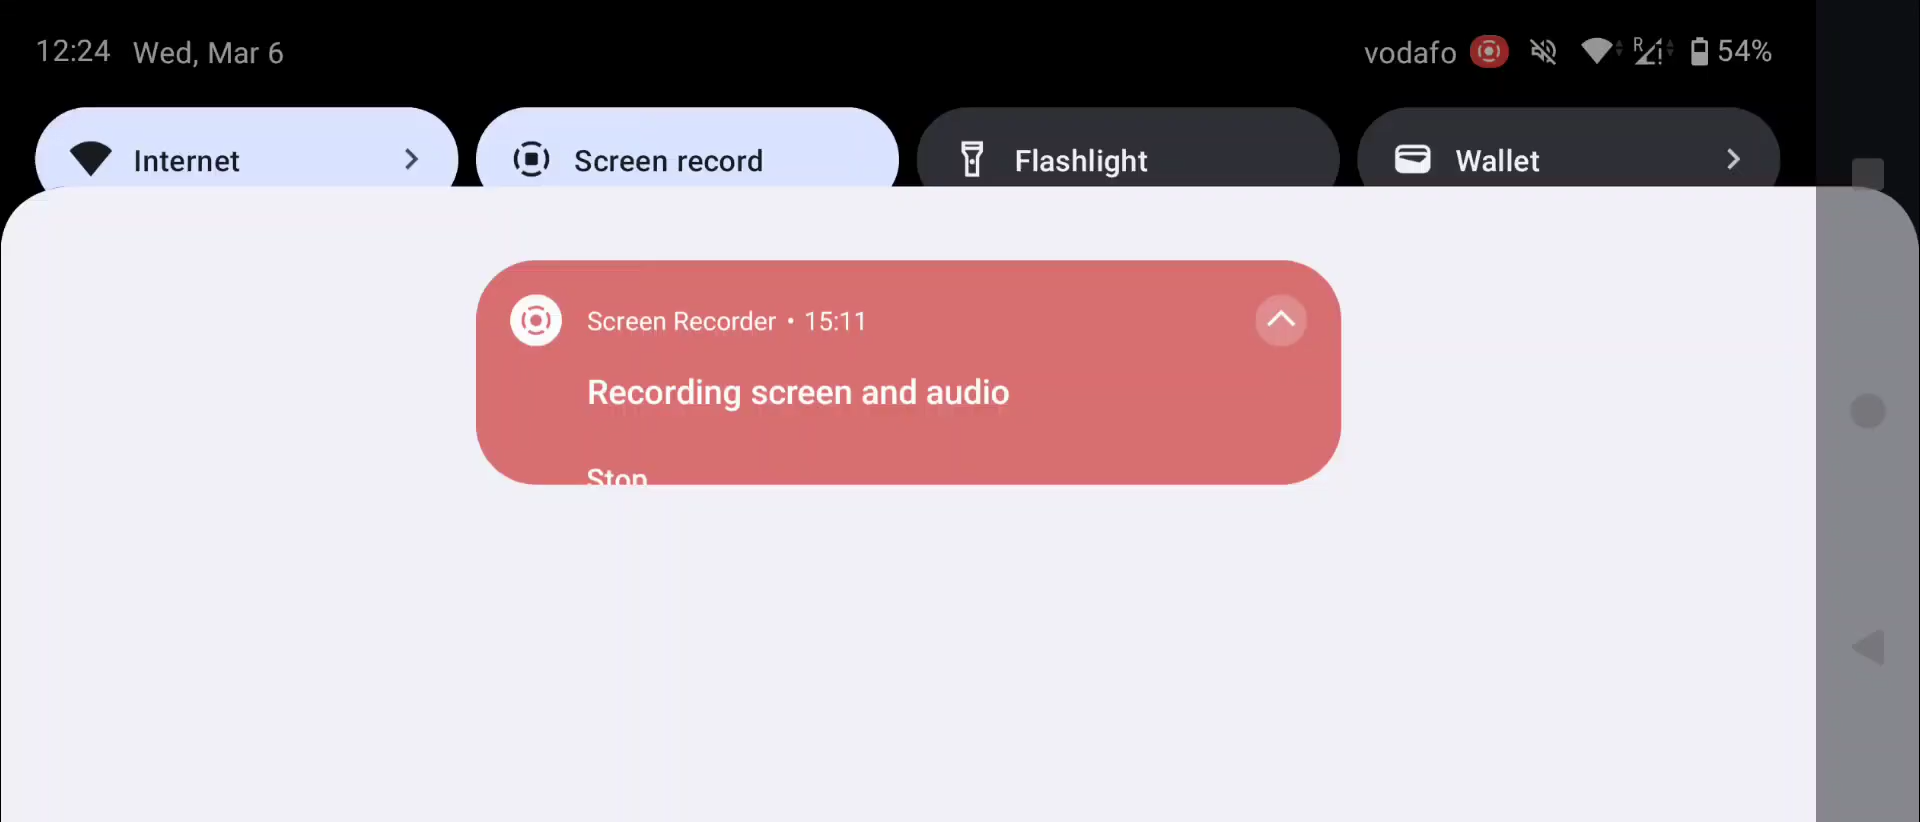 12:24 Wed, Mar 6 vodafo R 54%
Internet Screen record Flashlight Wallet
Screen Recorder • 15:11
Recording screen and audio
Stop